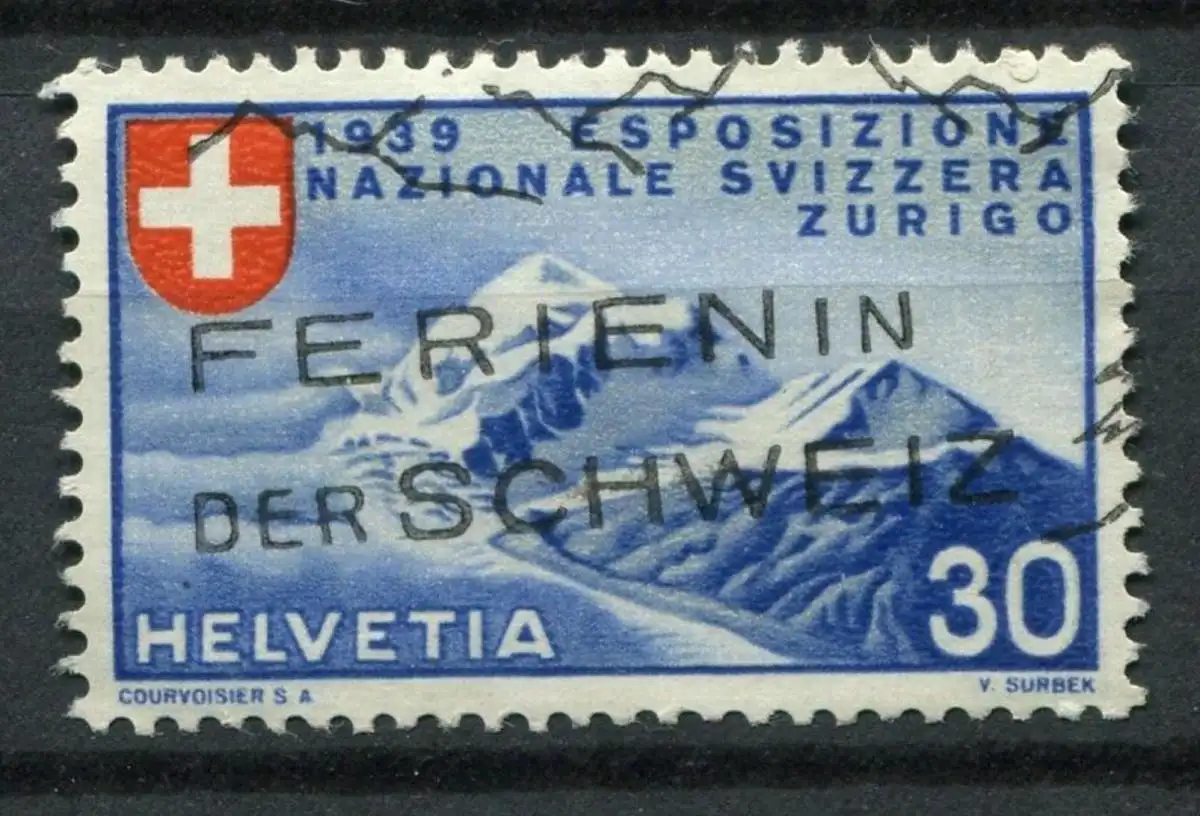 1939 ESPOSIZIONE
NAZIONALE SVIZZERA
ZURIGO
FERIEN IN
DER SCHWEIZ
HELVETIA
30
COURVOISIER S A
V. SURBEK